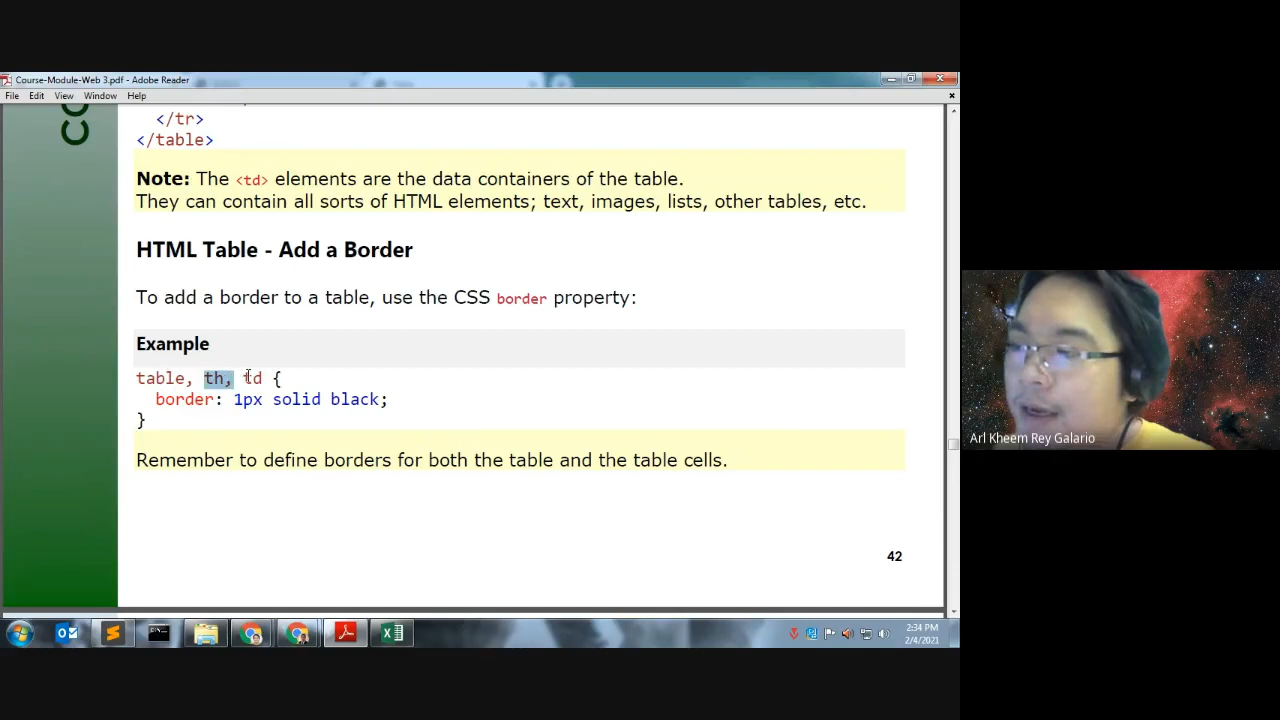 Course-Module-Web 3.pdf - Adobe Reader
File Edit View Window Help
</tr>
</table>
Note: The <td> elements are the data containers of the table.
They can contain all sorts of HTML elements; text, images, lists, other tables, etc.
HTML Table - Add a Border
To add a border to a table, use the CSS border property:
Example
table, th, td {
border: 1px solid black;
}
Remember to define borders for both the table and the table cells.
42
Arl Kheem Rey Galario
2:34 PM
2/4/2021